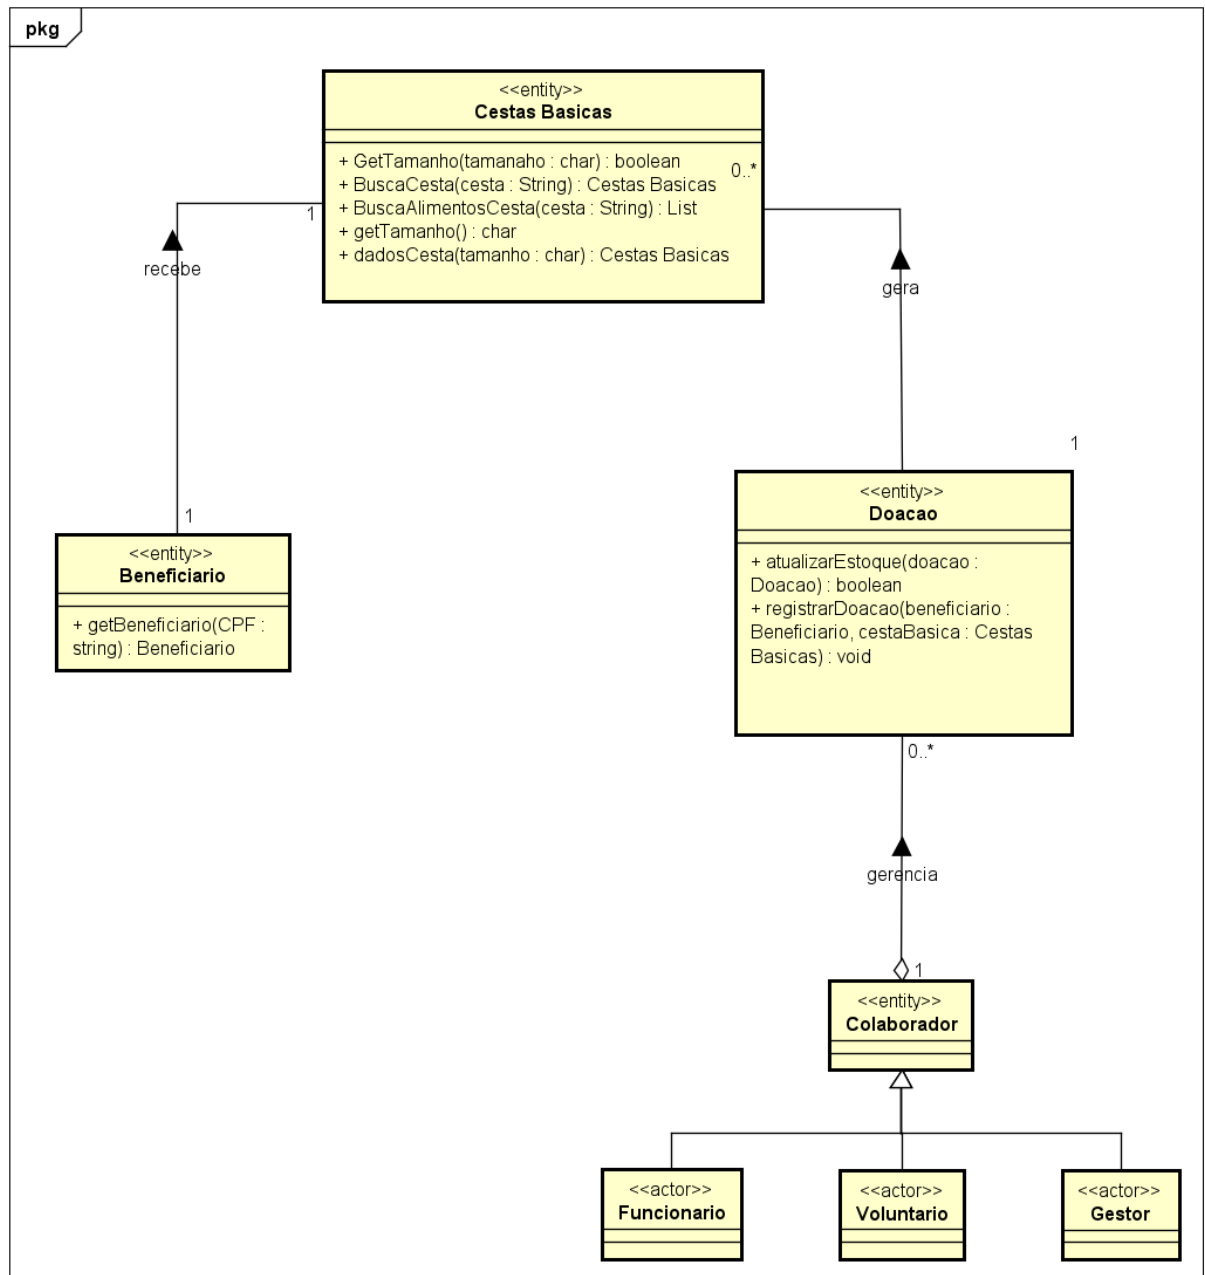 pkg
<<entity>>
Cestas Basicas
+ GetTamanho(tamanaho : char) : boolean
+ BuscaCesta(cesta : String) : Cestas Basicas
+ BuscaAlimentosCesta(cesta : String) : List
+ getTamanho() : char
+ dadosCesta(tamanho : char) : Cestas Basicas
0..*
1
recebe
gera
1
1
<<entity>>
Beneficiario
+ getBeneficiario(CPF :
string) : Beneficiario
<<entity>>
Doacao
+ atualizarEstoque(doacao :
Doacao) : boolean
+ registrarDoacao(beneficiario :
Beneficiario, cestaBasica : Cestas
Basicas) : void
0..*
gerencia
1
<<entity>>
Colaborador
<<actor>>
Funcionario
<<actor>>
Voluntario
<<actor>>
Gestor